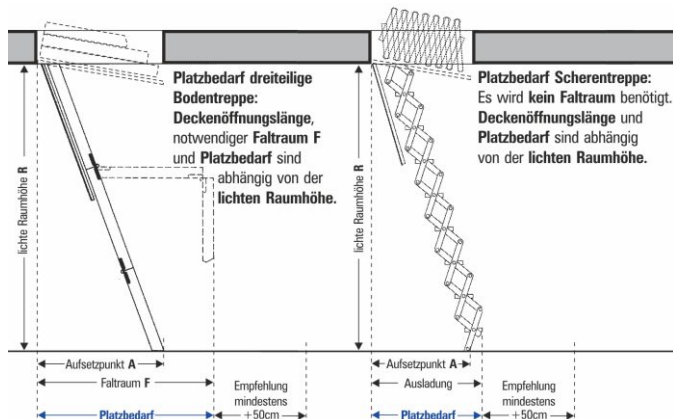 Platzbedarf dreiteilige
Bodentreppe:
Deckenöffnungslänge,
notwendiger Faltraum F
und Platzbedarf sind
abhängig von der
lichten Raumhöhe.
lichte Raumhöhe R
Aufsetzpunkt A
Faltraum F
Platzbedarf
Empfehlung
mindestens
+50cm
Platzbedarf Scherentreppe:
Es wird kein Faltraum benötigt.
Deckenöffnungslänge und
Platzbedarf sind abhängig
von der lichten Raumhöhe.
lichte Raumhöhe R
Aufsetzpunkt A
Ausladung
Platzbedarf
Empfehlung
mindestens
+50cm